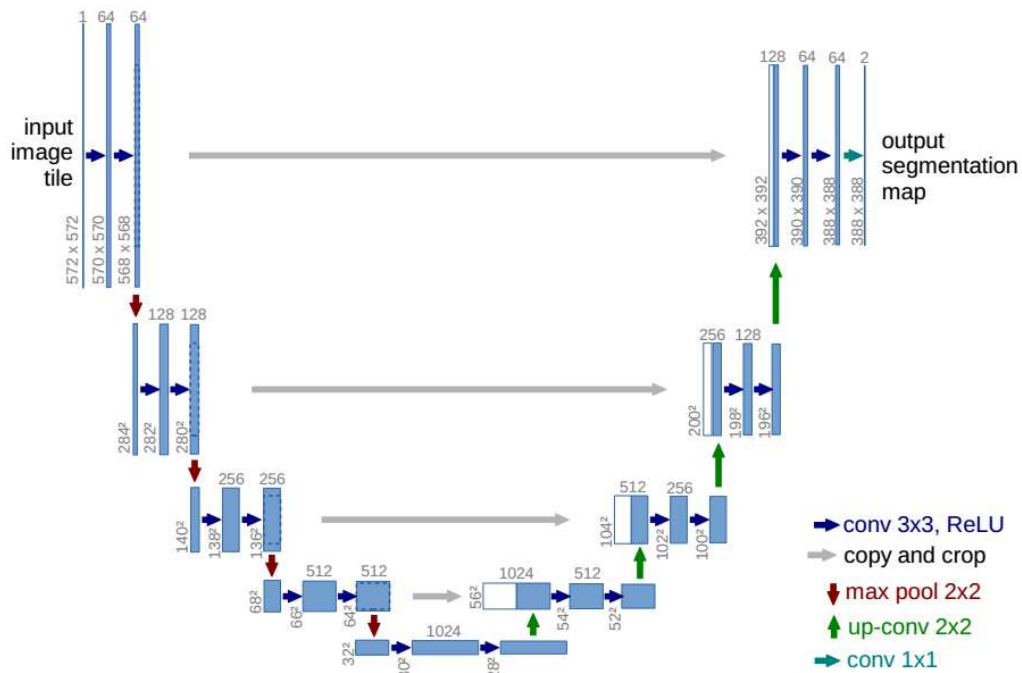 1 64 64
128 64 64 2
input
image
tile
output
segmentation
map
572 x 572
570 x 570
568 x 568
392 x 392
390 x 390
388 x 388
388 x 388
128 128
256 128
284²
282²
280²
200²
198²
196²
256 256
512 256
140²
138²
136²
104²
102²
100²
512 512
1024 512
68²
66²
64²
56²
54²
52²
1024
32²
30²
28²
conv 3x3, ReLU
copy and crop
max pool 2x2
up-conv 2x2
conv 1x1